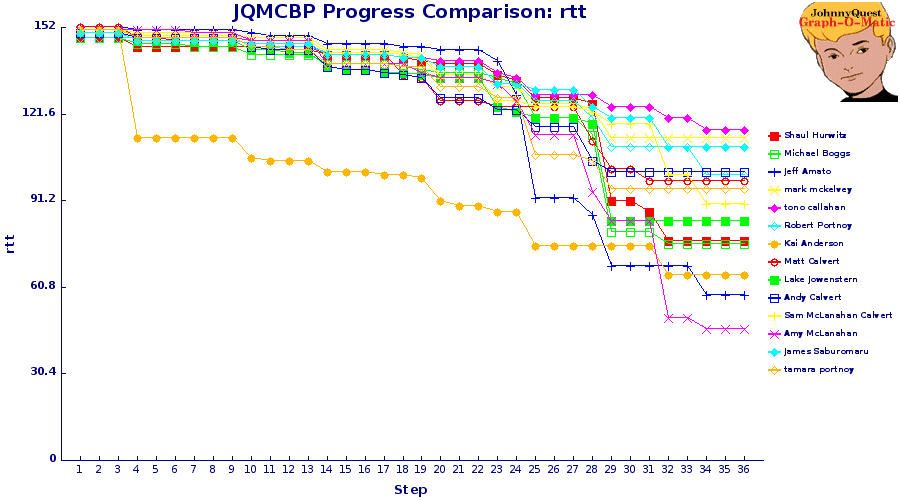 JQMCBP Progress Comparison: rtt
JohnnyQuest
Graph-O-Matic
152
121.6
91.2
60.8
30.4
0
rtt
1 2 3 4 5 6 7 8 9 10 11 12 13 14 15 16 17 18 19 20 21 22 23 24 25 26 27 28 29 30 31 32 33 34 35 36
Step
Shaul Hurwitz
Michael Boggs
Jeff Amato
mark mckelvey
tono callahan
Robert Portnoy
Kai Anderson
Matt Calvert
Lake Jowenstern
Andy Calvert
Sam McLanahan Calvert
Amy McLanahan
James Saburomaru
tamara portnoy